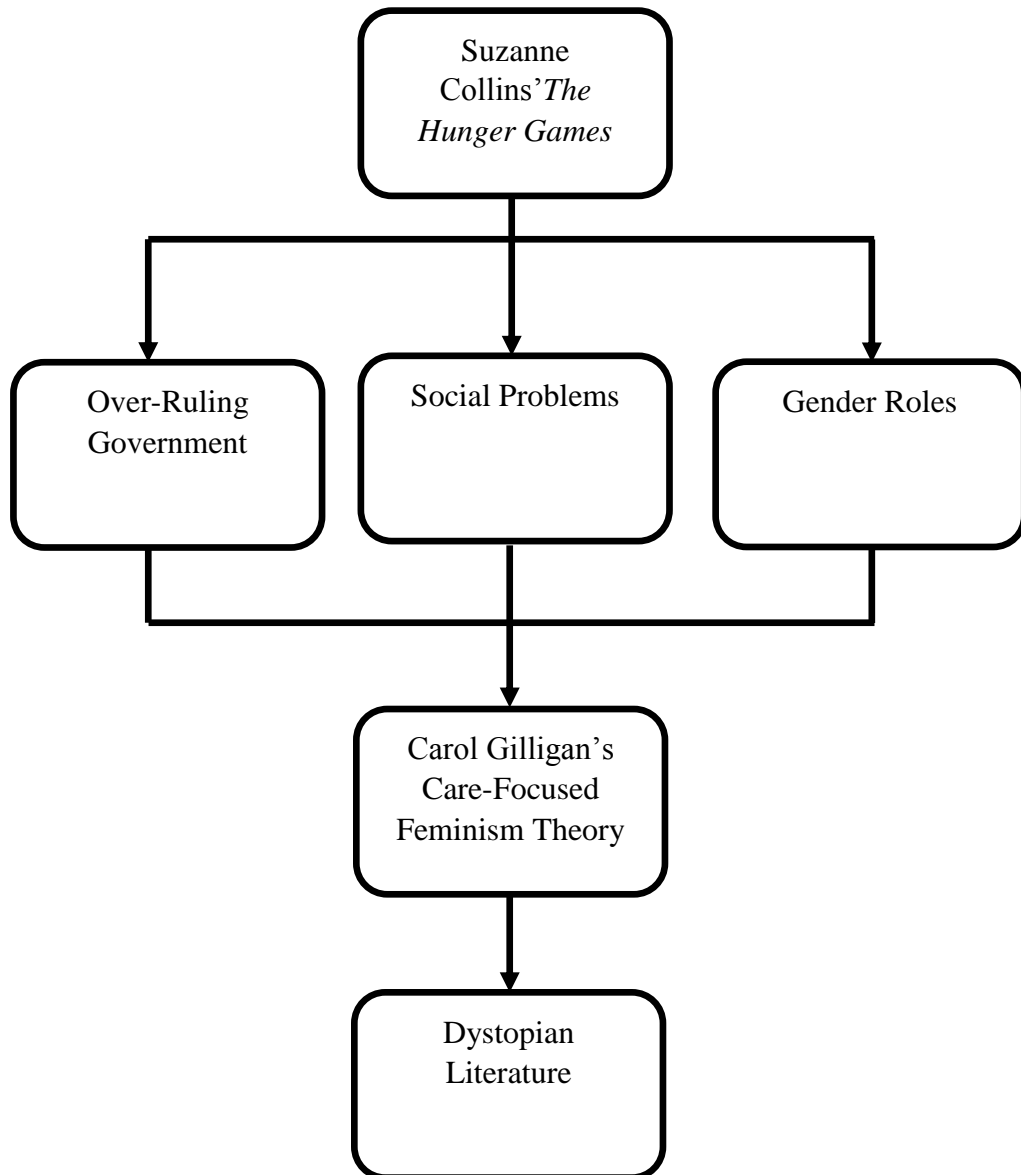 Suzanne
Collins’The
Hunger Games
Over-Ruling
Government
Social Problems
Gender Roles
Carol Gilligan’s
Care-Focused
Feminism Theory
Dystopian
Literature